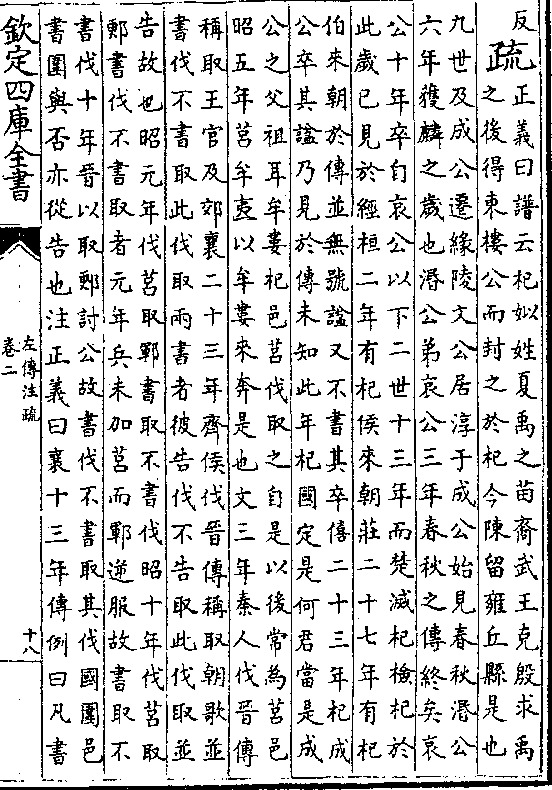 反疏正義曰譜云杞姒姓夏禹之苗裔武王克殷求禹
之後得東樓公而封之於杞今陳留雍丘縣是也
九世及成公遷緣陵文公居淳于成公始見春秋湣公
六年獲麟之歲也湣公弟哀公三年春秋之傳終矣哀
公十年卒自哀公以下二世十三年而楚滅杞檢杞於
此歲已見於經桓二年有杞侯來朝莊二十七年有杞
伯來朝於傳並無號諡又不書其卒僖二十三年杞成
公卒其諡乃見於傳未知此年杞國定是何君當是成
公之父祖耳牟婁杞邑莒伐取之自是以後常為莒邑
昭五年莒牟夷以牟婁來奔是也文三年秦人伐晉傳
稱取王官及郊襄二十三年齊侯伐晉傳稱取朝歌並
書伐不書取此伐取兩書者彼告伐不告取此伐取並
告故也昭元年伐莒取鄆書取不書伐昭十年伐莒取
郠書伐不書取者元年兵未加莒而鄆逆服故書取不
書伐十年晉以取郠討公故書伐不書取其伐國圍邑
書圍與否亦從告也注正義曰襄十三年傳例曰凡書
欽定四庫全書
左傳注疏
卷二
十八